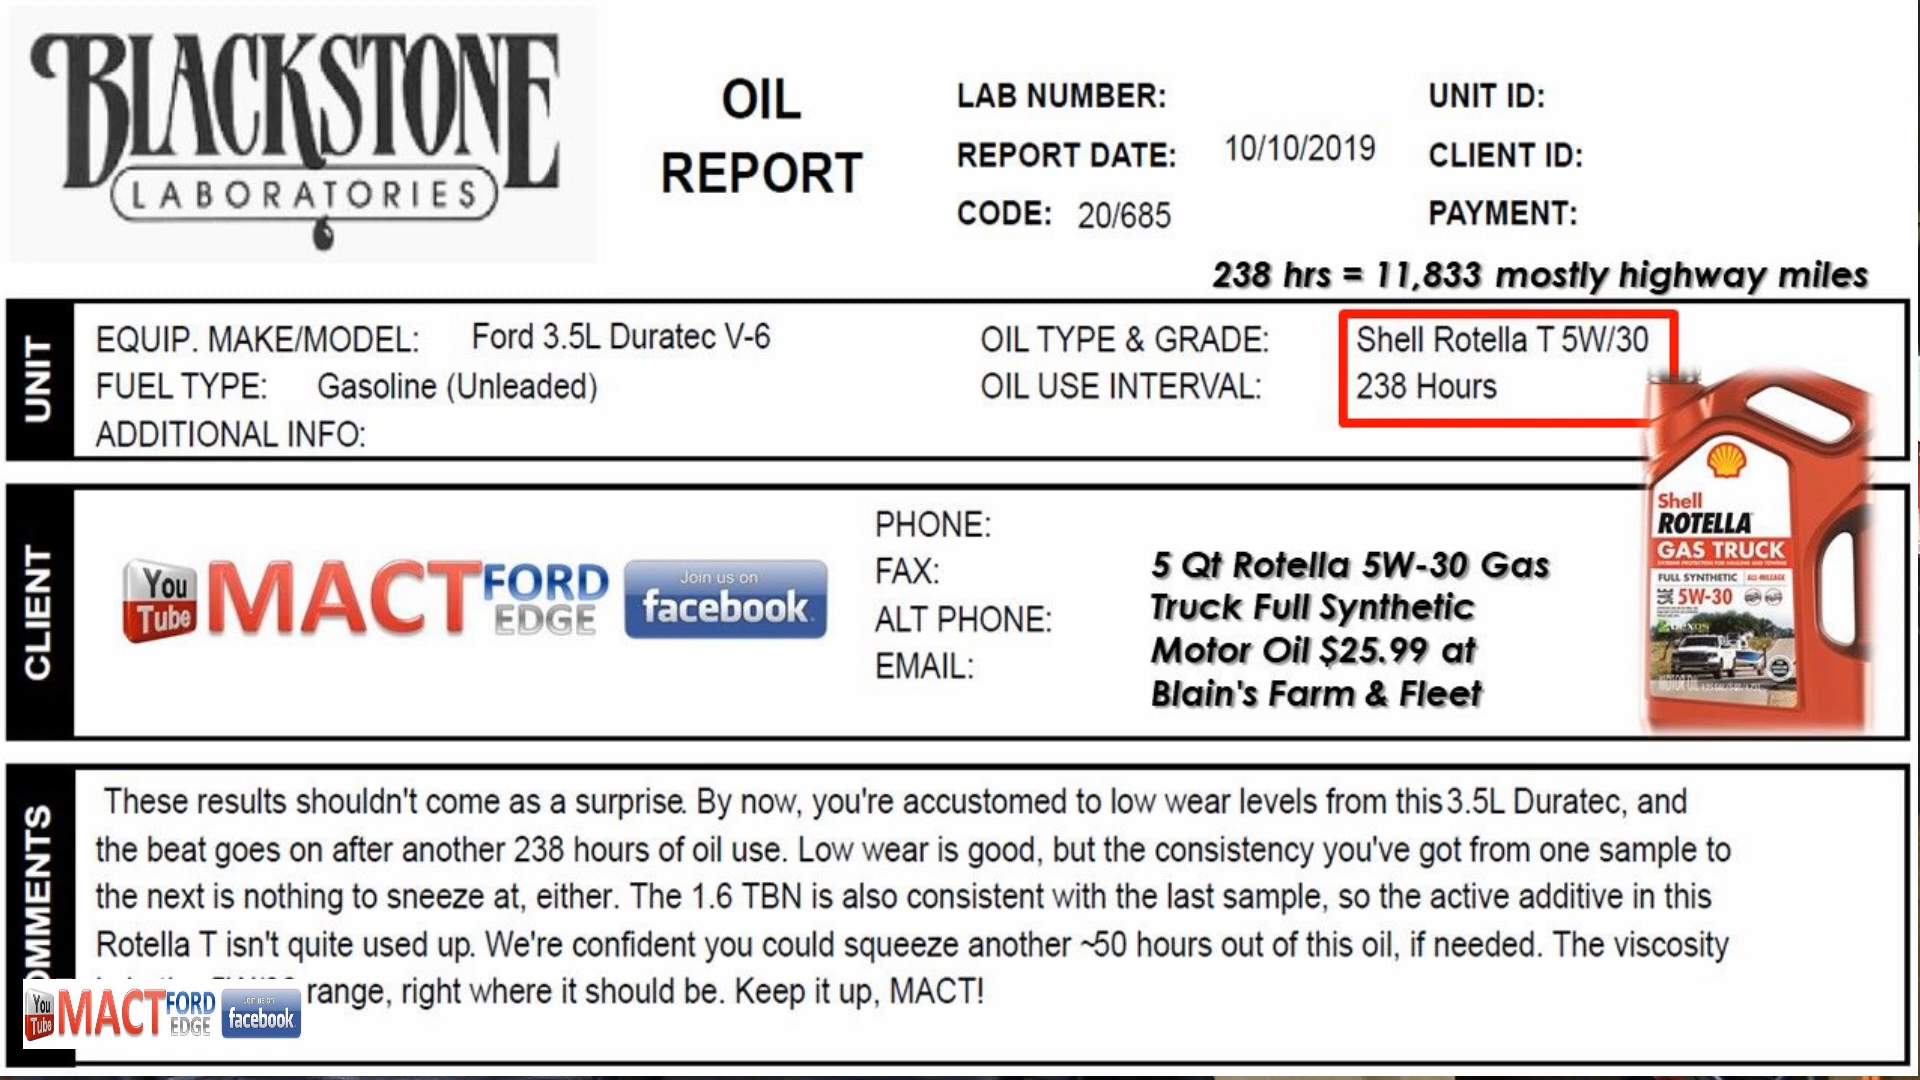 BLACKSTONE
LABORATORIES
OIL
REPORT
LAB NUMBER:
REPORT DATE: 10/10/2019
CODE: 20/685
UNIT ID:
CLIENT ID:
PAYMENT:
238 hrs = 11,833 mostly highway miles
UNIT
EQUIP. MAKE/MODEL: Ford 3.5L Duratec V-6
FUEL TYPE: Gasoline (Unleaded)
ADDITIONAL INFO:
OIL TYPE & GRADE: Shell Rotella T 5W/30
OIL USE INTERVAL: 238 Hours
CLIENT
You
Tube
MACT FORD
EDGE
Join us on
facebook
PHONE:
FAX:
ALT PHONE:
EMAIL:
5 Qt Rotella 5W-30 Gas
Truck Full Synthetic
Motor Oil $25.99 at
Blain's Farm & Fleet
Shell
ROTELLA
GAS TRUCK
FULL SYNTHETIC ALL-MILEAGE
SAE 5W-30
dexos
MOTOR OIL
OMMENTS
These results shouldn't come as a surprise. By now, you're accustomed to low wear levels from this 3.5L Duratec, and
the beat goes on after another 238 hours of oil use. Low wear is good, but the consistency you've got from one sample to
the next is nothing to sneeze at, either. The 1.6 TBN is also consistent with the last sample, so the active additive in this
Rotella T isn't quite used up. We're confident you could squeeze another ~50 hours out of this oil, if needed. The viscosity
range, right where it should be. Keep it up, MACT!
You
Tube
MACT FORD
EDGE
Join us on
facebook